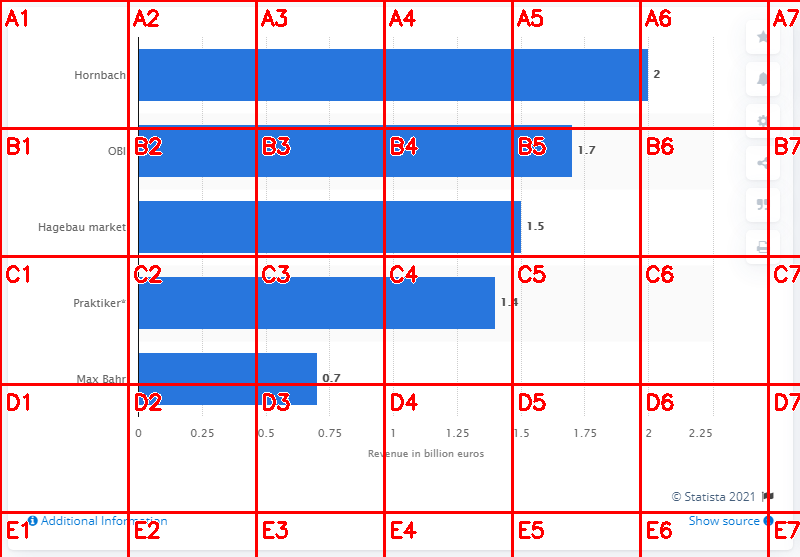 A1 A2 A3 A4 A5 A6 A7
Hornbach 2
B1 B2 B3 B4 B5 B6 B7
OBI 1.7
Hagebau market 1.5
C1 C2 C3 C4 C5 C6 C7
Praktiker* 1.4
Max Bahr 0.7
D1 D2 D3 D4 D5 D6 D7
0 0.25 0.5 0.75 1 1.25 1.5 1.75 2 2.25
Revenue in billion euros
© Statista 2021
Additional Information Show source
E1 E2 E3 E4 E5 E6 E7